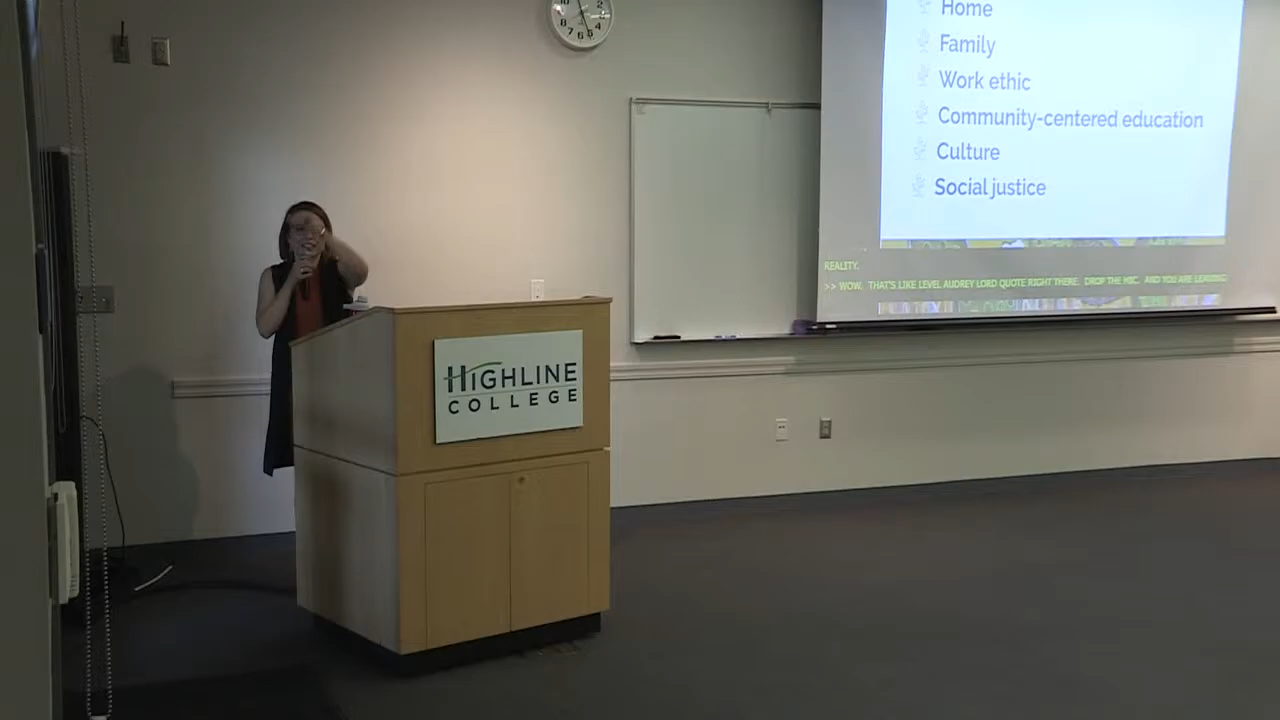 Home
Family
Work ethic
Community-centered education
Culture
Social justice
REALITY.
>> WOW. THAT'S LIKE LEVEL AUDREY LORD QUOTE RIGHT THERE. DROP THE MIC. AND YOU ARE LEADING
HIGHLINE
COLLEGE